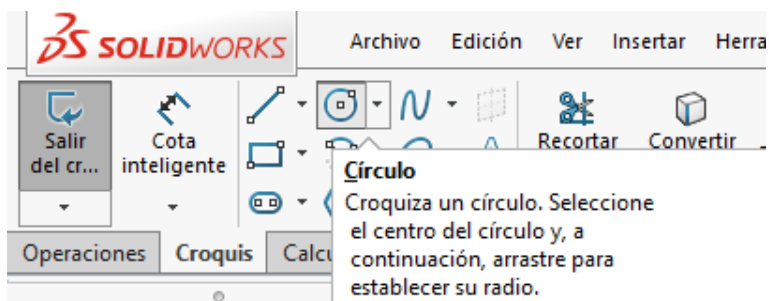 SOLIDWORKS
Archivo Edición Ver Insertar Herra
Salir
del cr...
Cota
inteligente
Recortar
Convertir
Círculo
Croquiza un círculo. Seleccione
el centro del círculo y, a
continuación, arrastre para
establecer su radio.
Operaciones Croquis Calcu